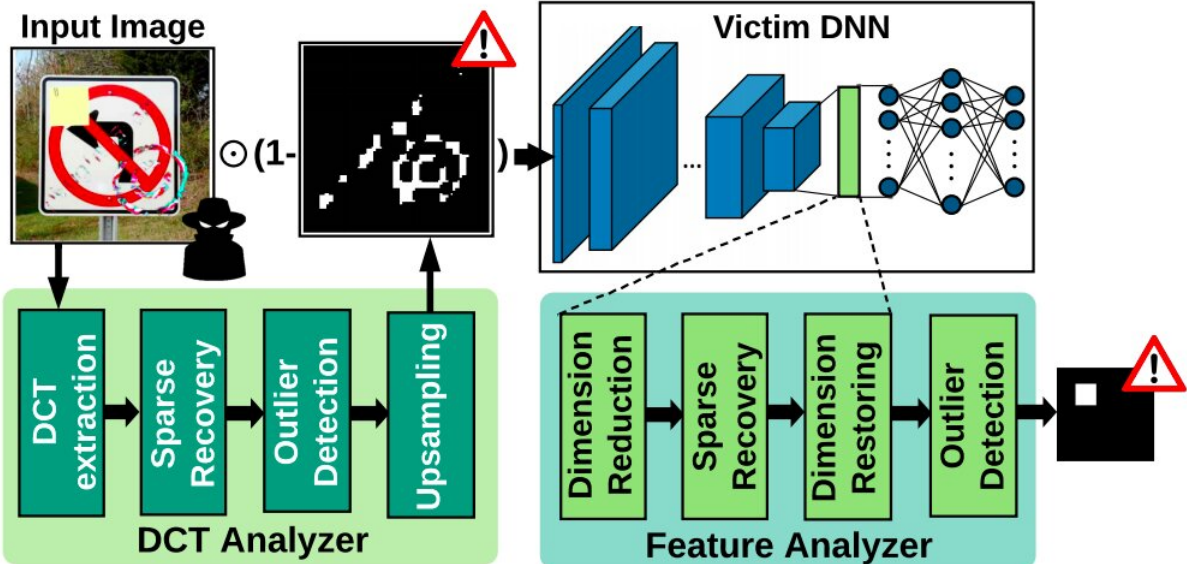 Input Image
Victim DNN
(1-
)
...
DCT
extraction
Sparse
Recovery
Outlier
Detection
Upsampling
DCT Analyzer
Dimension
Reduction
Sparse
Recovery
Dimension
Restoring
Outlier
Detection
Feature Analyzer